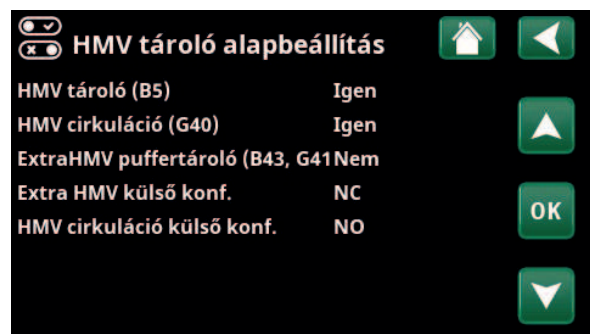 HMV tároló alapbeállítás
HMV tároló (B5) Igen
HMV cirkuláció (G40) Igen
ExtraHMV puffertároló (B43, G41 Nem
Extra HMV külső konf. NC
OK
HMV cirkuláció külső konf. NO